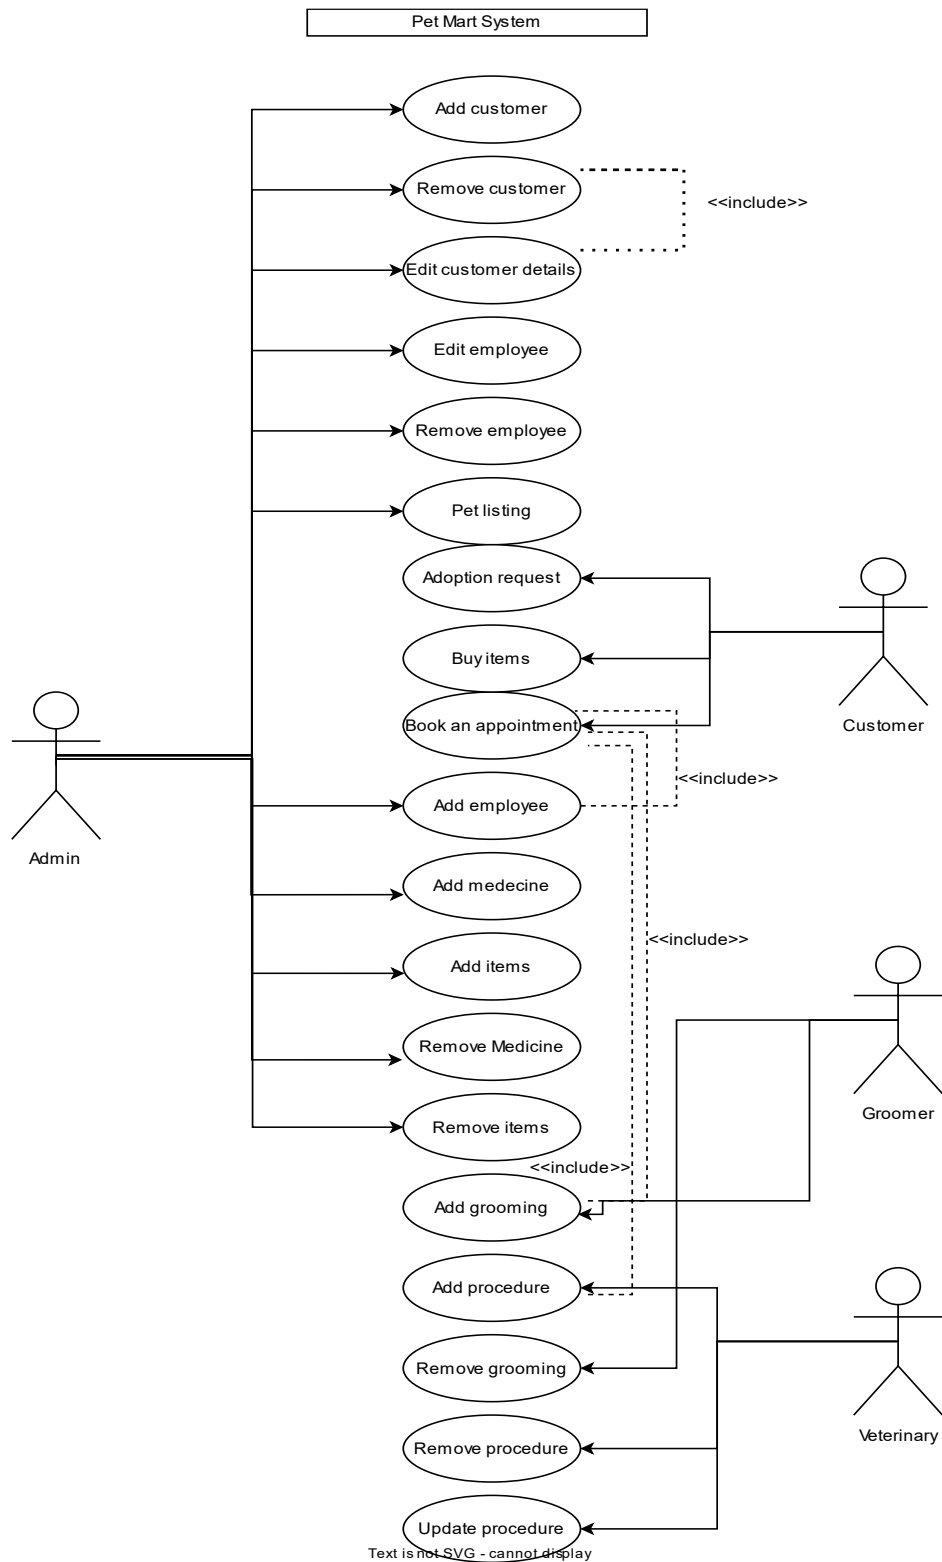 Pet Mart System
Add customer
Remove customer
<<include>>
Edit customer details
Edit employee
Remove employee
Pet listing
Adoption request
Buy items
Book an appointment
Customer
<<include>>
Add employee
Admin
Add medecine
<<include>>
Add items
Remove Medicine
Groomer
Remove items
<<include>>
Add grooming
Add procedure
Remove grooming
Veterinary
Remove procedure
Update procedure
Text is not SVG - cannot display